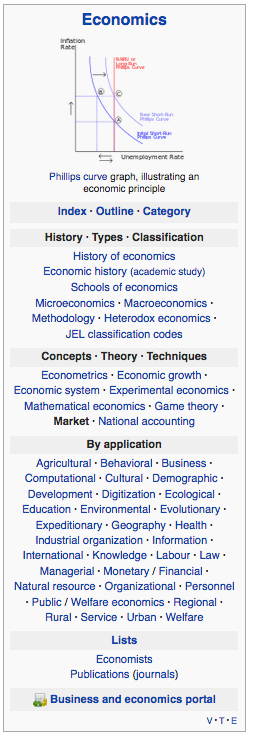 Economics
Inflation
Rate
NAIRU or
Long-Run
Phillips Curve
B
C
New Short-Run
Phillips Curve
A
Initial Short-Run
Phillips Curve
Unemployment Rate
Phillips curve graph, illustrating an
economic principle
Index · Outline · Category
History · Types · Classification
History of economics
Economic history (academic study)
Schools of economics
Microeconomics · Macroeconomics ·
Methodology · Heterodox economics ·
JEL classification codes
Concepts · Theory · Techniques
Econometrics · Economic growth ·
Economic system · Experimental economics ·
Mathematical economics · Game theory ·
Market · National accounting
By application
Agricultural · Behavioral · Business ·
Computational · Cultural · Demographic ·
Development · Digitization · Ecological ·
Education · Environmental · Evolutionary ·
Expeditionary · Geography · Health ·
Industrial organization · Information ·
International · Knowledge · Labour · Law ·
Managerial · Monetary / Financial ·
Natural resource · Organizational · Personnel
· Public / Welfare economics · Regional ·
Rural · Service · Urban · Welfare
Lists
Economists
Publications (journals)
Business and economics portal
V · T · E